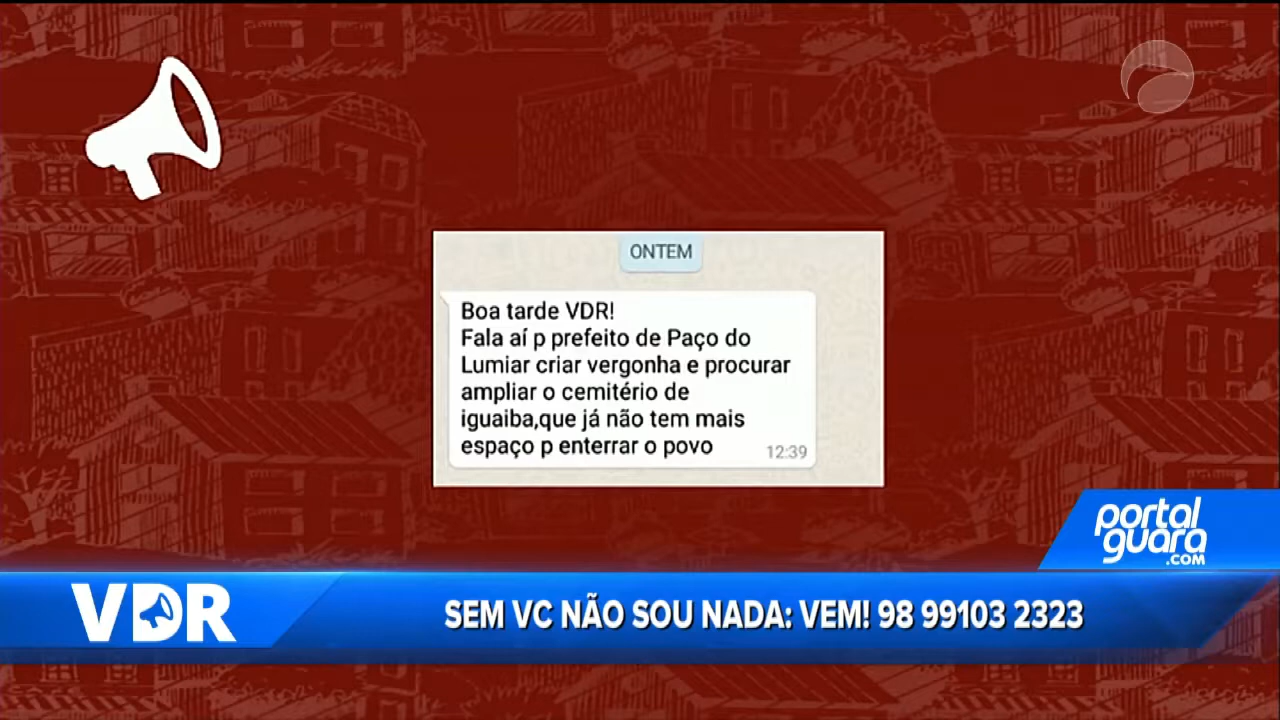 ONTEM
Boa tarde VDR!
Fala aí p prefeito de Paço do
Lumiar criar vergonha e procurar
ampliar o cemitério de
iguaiba,que já não tem mais
espaço p enterrar o povo
12:39
portal
guara
.COM
VDR
SEM VC NÃO SOU NADA: VEM! 98 99103 2323